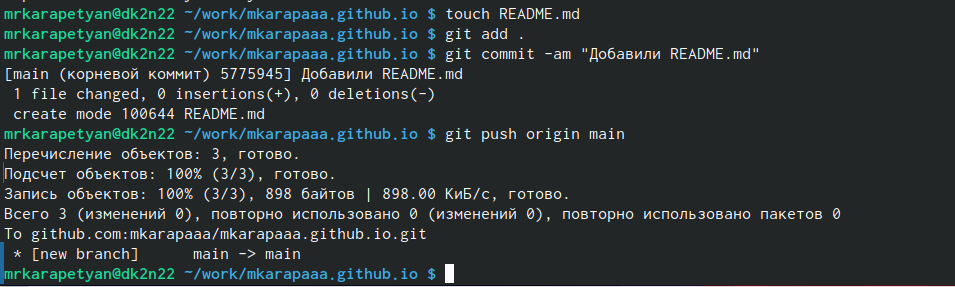 mrkarapetyan@dk2n22 ~/work/mkarapaaa.github.io $ touch README.md
mrkarapetyan@dk2n22 ~/work/mkarapaaa.github.io $ git add .
mrkarapetyan@dk2n22 ~/work/mkarapaaa.github.io $ git commit -am "Добавили README.md"
[main (корневой коммит) 5775945] Добавили README.md
 1 file changed, 0 insertions(+), 0 deletions(-)
 create mode 100644 README.md
mrkarapetyan@dk2n22 ~/work/mkarapaaa.github.io $ git push origin main
Перечисление объектов: 3, готово.
Подсчет объектов: 100% (3/3), готово.
Запись объектов: 100% (3/3), 898 байтов | 898.00 КиБ/с, готово.
Всего 3 (изменений 0), повторно использовано 0 (изменений 0), повторно использовано пакетов 0
To github.com:mkarapaaa/mkarapaaa.github.io.git
 * [new branch]      main -> main
mrkarapetyan@dk2n22 ~/work/mkarapaaa.github.io $